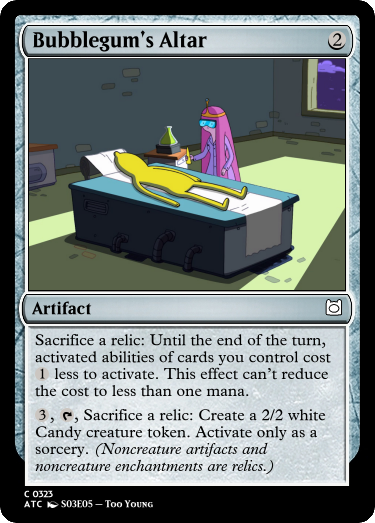 Bubblegum's Altar 2
Artifact
Sacrifice a relic: Until the end of the turn,
activated abilities of cards you control cost
1 less to activate. This effect can't reduce
the cost to less than one mana.
3, , Sacrifice a relic: Create a 2/2 white
Candy creature token. Activate only as a
sorcery. (Noncreature artifacts and
noncreature enchantments are relics.)
C 0323
ATC S03E05 – Too Young